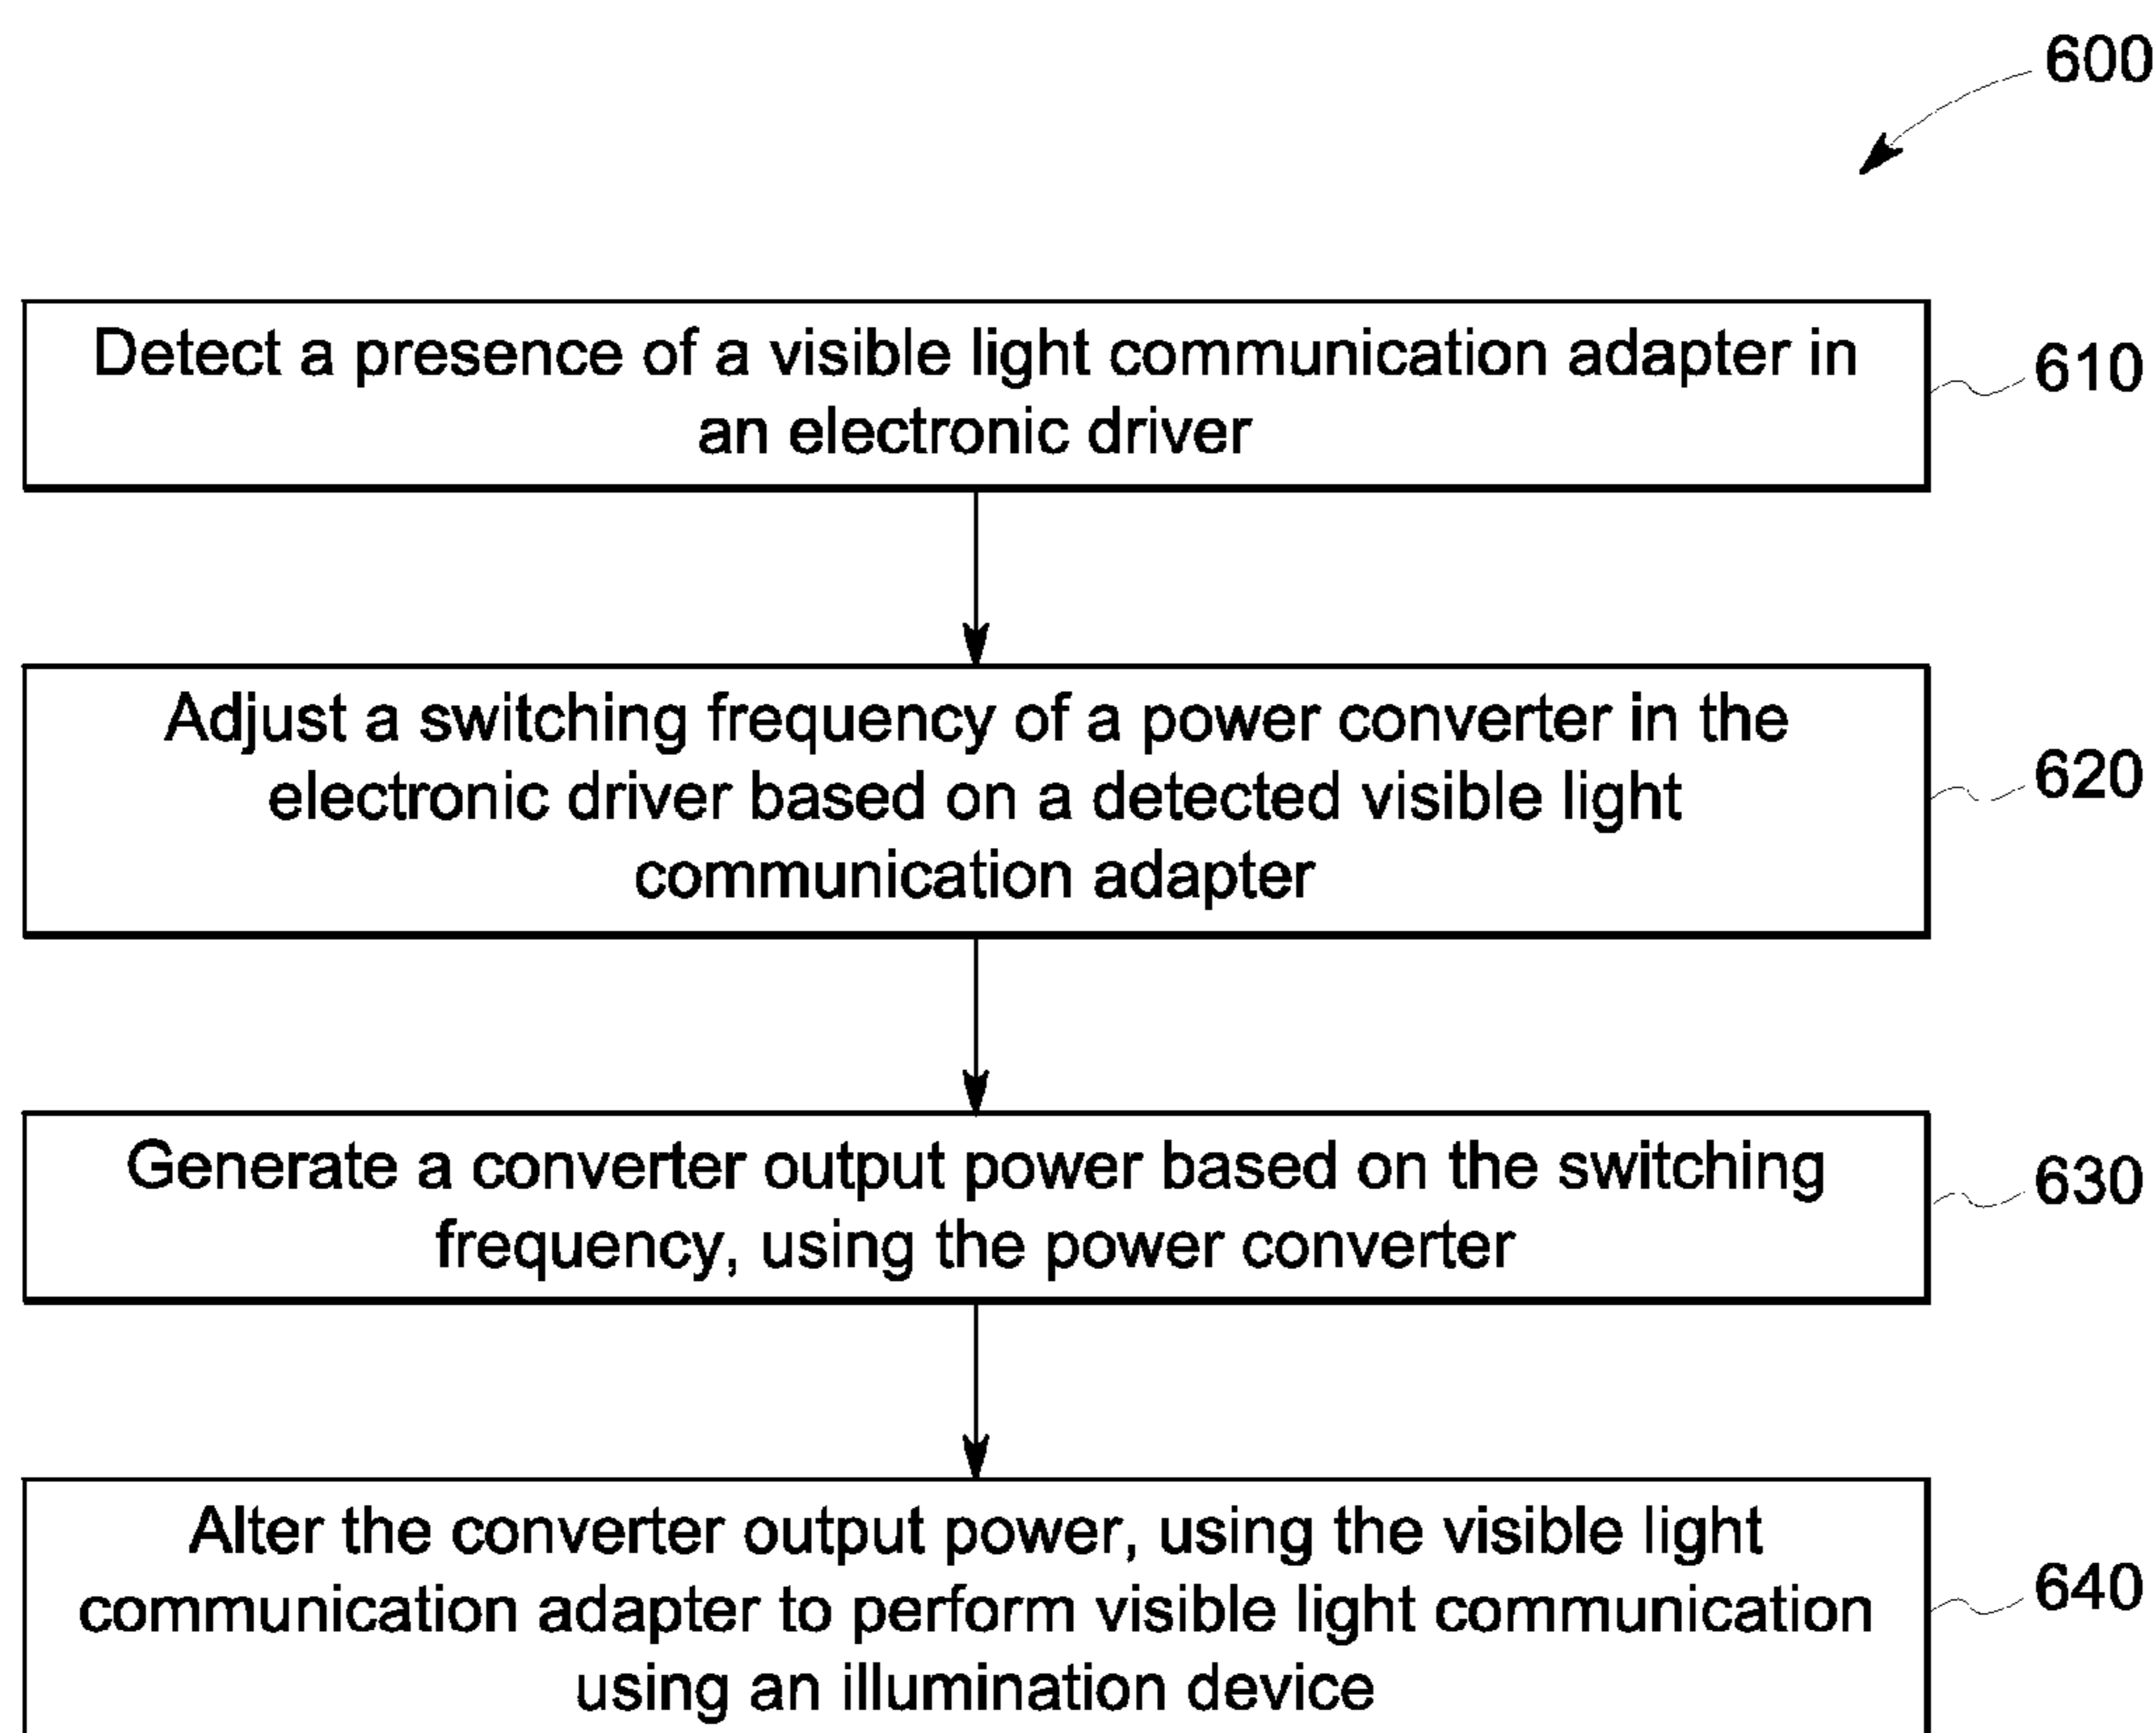 600
Detect a presence of a visible light communication adapter in
an electronic driver
610
Adjust a switching frequency of a power converter in the
electronic driver based on a detected visible light
communication adapter
620
Generate a converter output power based on the switching
frequency, using the power converter
630
Alter the converter output power, using the visible light
communication adapter to perform visible light communication
using an illumination device
640